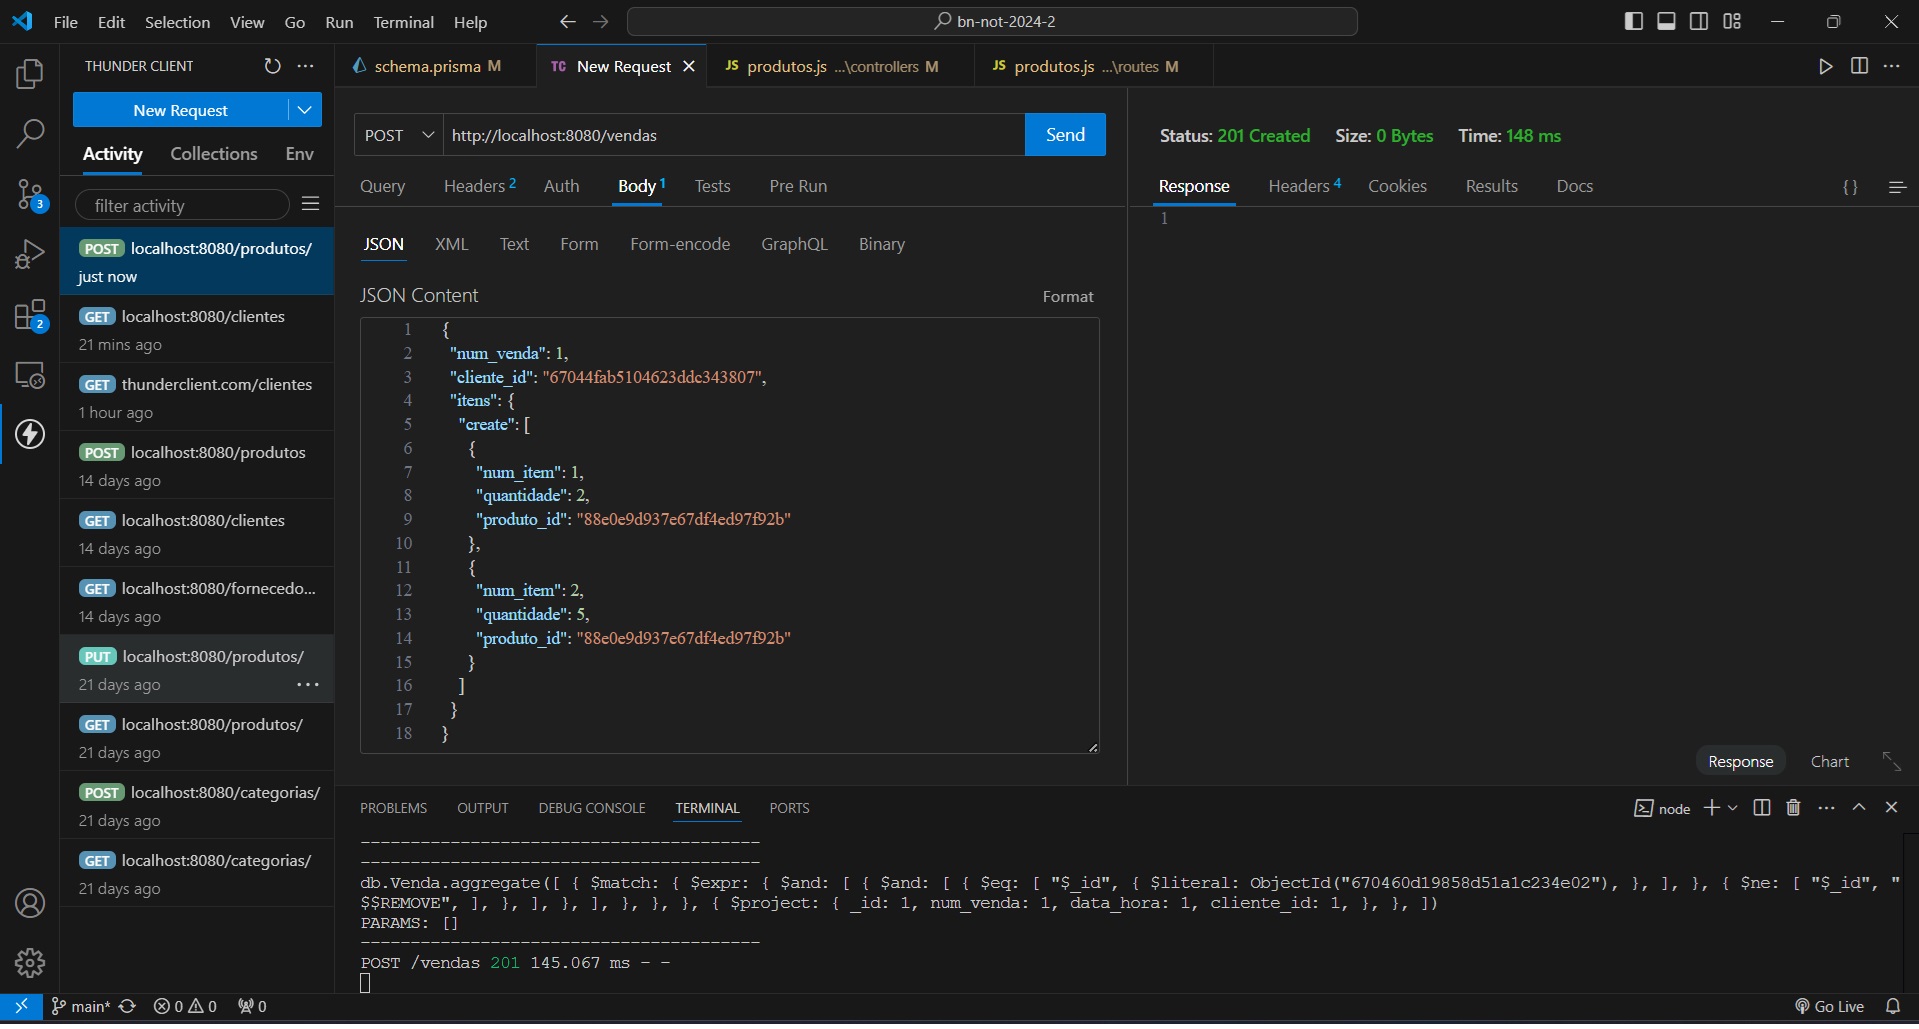 File Edit Selection View Go Run Terminal Help
bn-not-2024-2
THUNDER CLIENT
New Request
Activity Collections Env
filter activity
POST localhost:8080/produtos/
just now
GET localhost:8080/clientes
21 mins ago
GET thunderclient.com/clientes
1 hour ago
POST localhost:8080/produtos
14 days ago
GET localhost:8080/clientes
14 days ago
GET localhost:8080/fornecedo...
14 days ago
PUT localhost:8080/produtos/
21 days ago
GET localhost:8080/produtos/
21 days ago
POST localhost:8080/categorias/
21 days ago
GET localhost:8080/categorias/
21 days ago
3
2
schema.prisma M
TC New Request
JS produtos.js ...\controllers M
JS produtos.js ...\routes M
POST http://localhost:8080/vendas Send
Query Headers 2 Auth Body 1 Tests Pre Run
JSON XML Text Form Form-encode GraphQL Binary
JSON Content Format
1 {
2 "num_venda": 1,
3 "cliente_id": "67044fab5104623ddc343807",
4 "itens": {
5 "create": [
6 {
7 "num_item": 1,
8 "quantidade": 2,
9 "produto_id": "88e0e9d937e67df4ed97f92b"
10 },
11 {
12 "num_item": 2,
13 "quantidade": 5,
14 "produto_id": "88e0e9d937e67df4ed97f92b"
15 }
16 ]
17 }
18 }
Status: 201 Created Size: 0 Bytes Time: 148 ms
Response Headers 4 Cookies Results Docs {}
1
Response Chart
PROBLEMS OUTPUT DEBUG CONSOLE TERMINAL PORTS
node
----------------------------------------
----------------------------------------
db.Venda.aggregate([ { $match: { $expr: { $and: [ { $and: [ { $eq: [ "$_id", { $literal: ObjectId("670460d19858d51a1c234e02"), }, ], }, { $ne: [ "$_id", "
$$REMOVE", ], }, ], }, ], }, }, }, { $project: { _id: 1, num_venda: 1, data_hora: 1, cliente_id: 1, }, }, ])
PARAMS: []
----------------------------------------
POST /vendas 201 145.067 ms - -
main* 0 0 0 Go Live